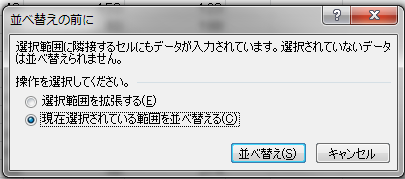 並べ替えの前に
選択範囲に隣接するセルにもデータが入力されています。選択されていないデータ
は並べ替えられません。
操作を選択してください。
選択範囲を拡張する(E)
現在選択されている範囲を並べ替える(C)
並べ替え(S) キャンセル